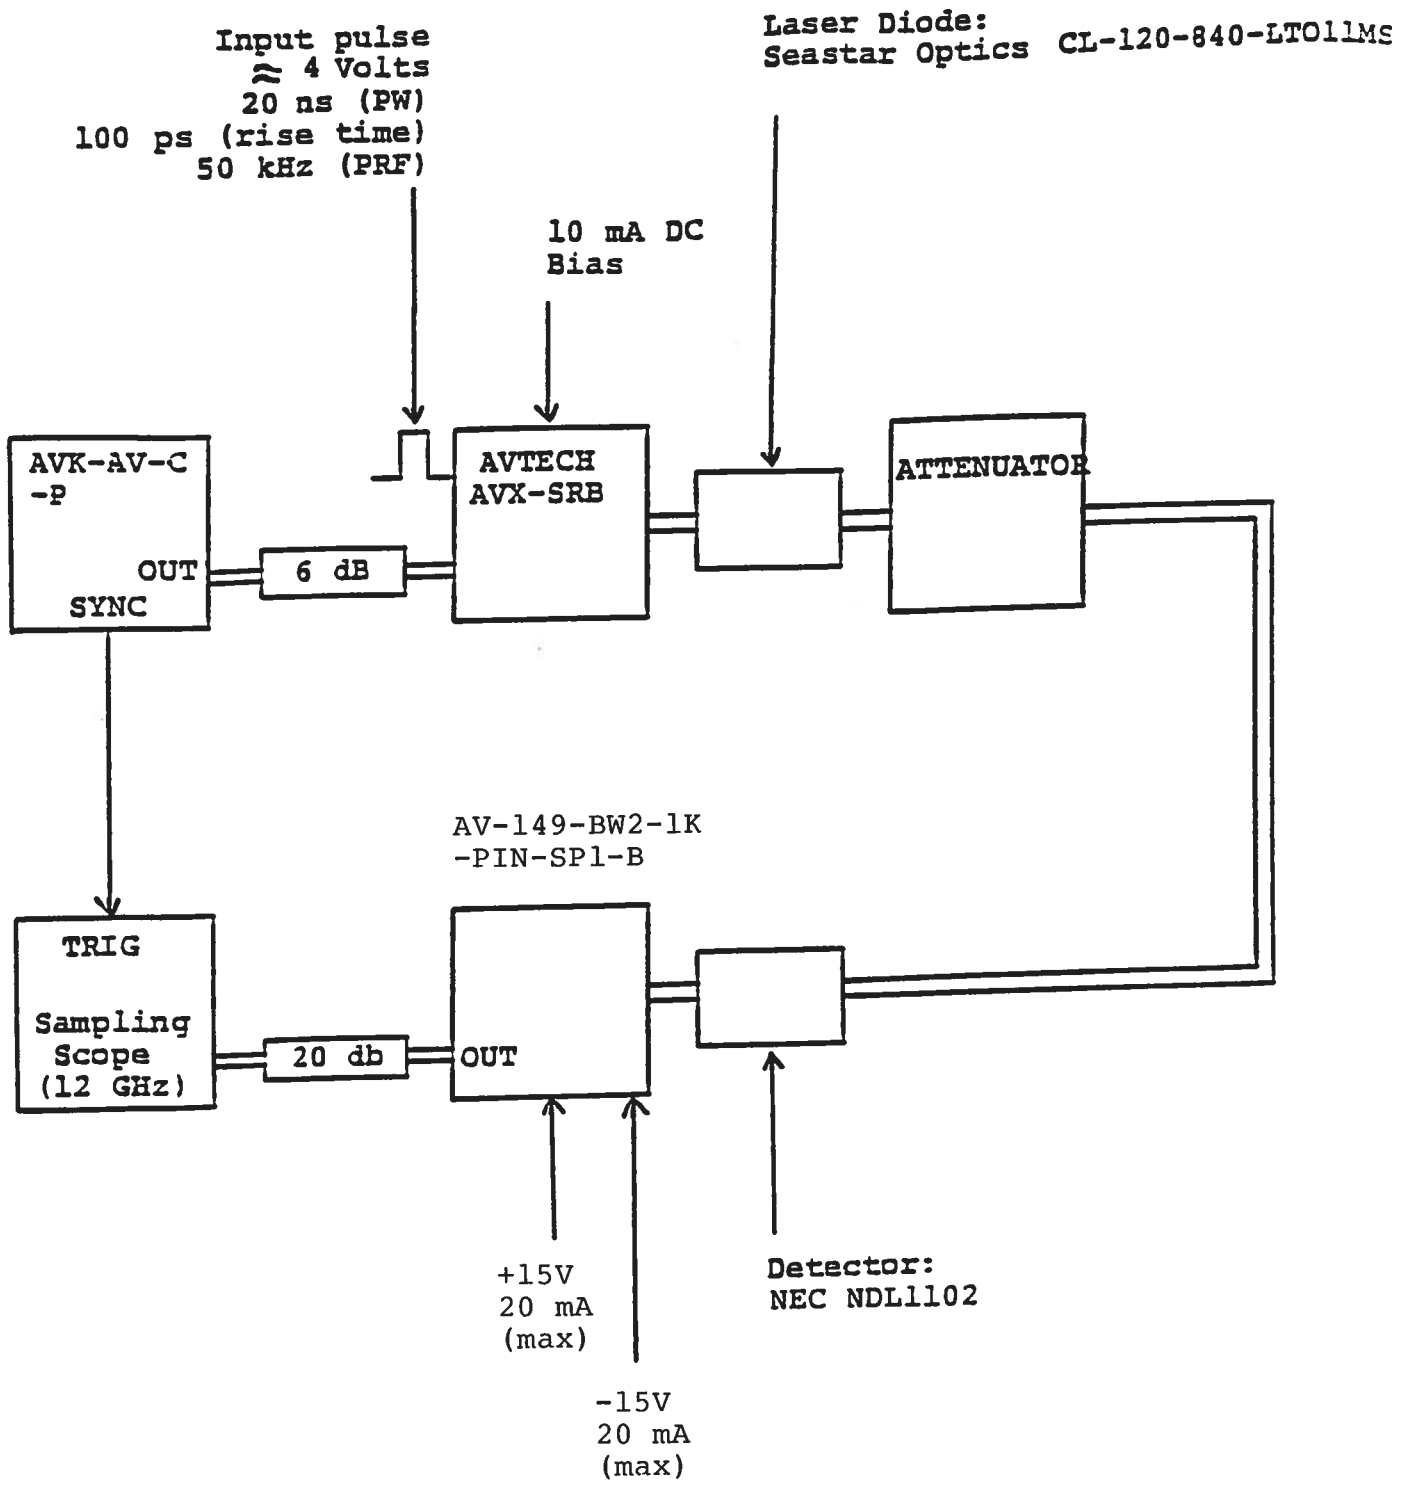 Input pulse
≈ 4 Volts
20 ns (PW)
100 ps (rise time)
50 kHz (PRF)
Laser Diode:
Seastar Optics CL-120-840-LT011MS
10 mA DC
Bias
AVK-AV-C
-P
OUT
SYNC
6 dB
AVTECH
AVX-SRB
ATTENUATOR
AV-149-BW2-1K
-PIN-SP1-B
TRIG
Sampling
Scope
(12 GHz)
20 db
OUT
+15V
20 mA
(max)
-15V
20 mA
(max)
Detector:
NEC NDL1102